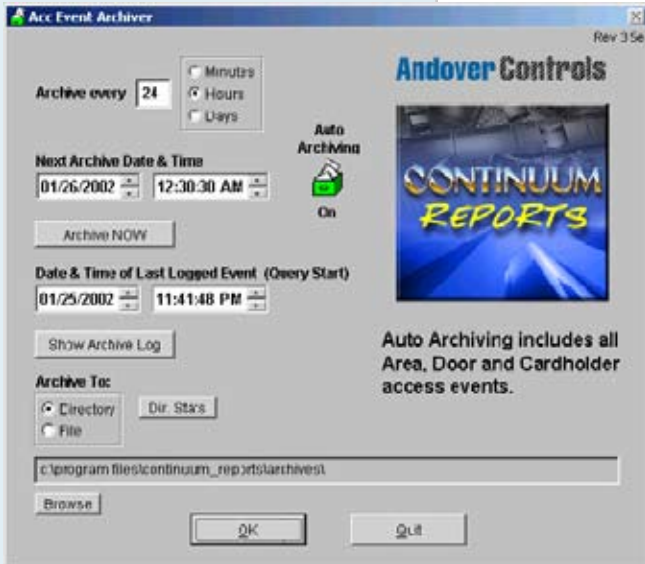 Acc Event Archiver
Rev 3.5e
Archive every 24
Minutes
Hours
Days
Andover Controls
Auto
Archiving
On
CONTINUUM
REPORTS
Next Archive Date & Time
01/26/2002 12:30:30 AM
Archive NOW
Date & Time of Last Logged Event (Query Start)
01/25/2002 11:41:48 PM
Show Archive Log
Auto Archiving includes all
Area, Door and Cardholder
access events.
Archive To:
Directory
File
Dir. Stats
c:\program files\continuum_reports\archives\
Browse
OK
Quit